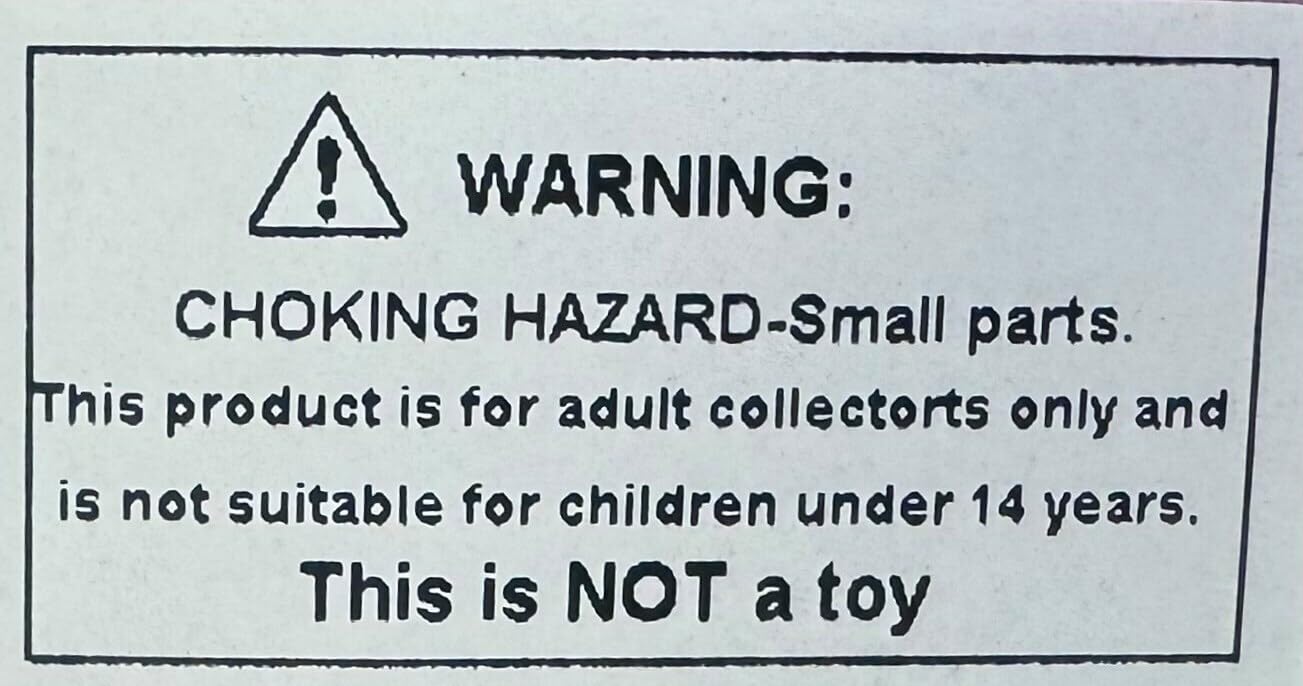 WARNING:
CHOKING HAZARD-Small parts.
This product is for adult collectorts only and
is not suitable for children under 14 years.
This is NOT a toy